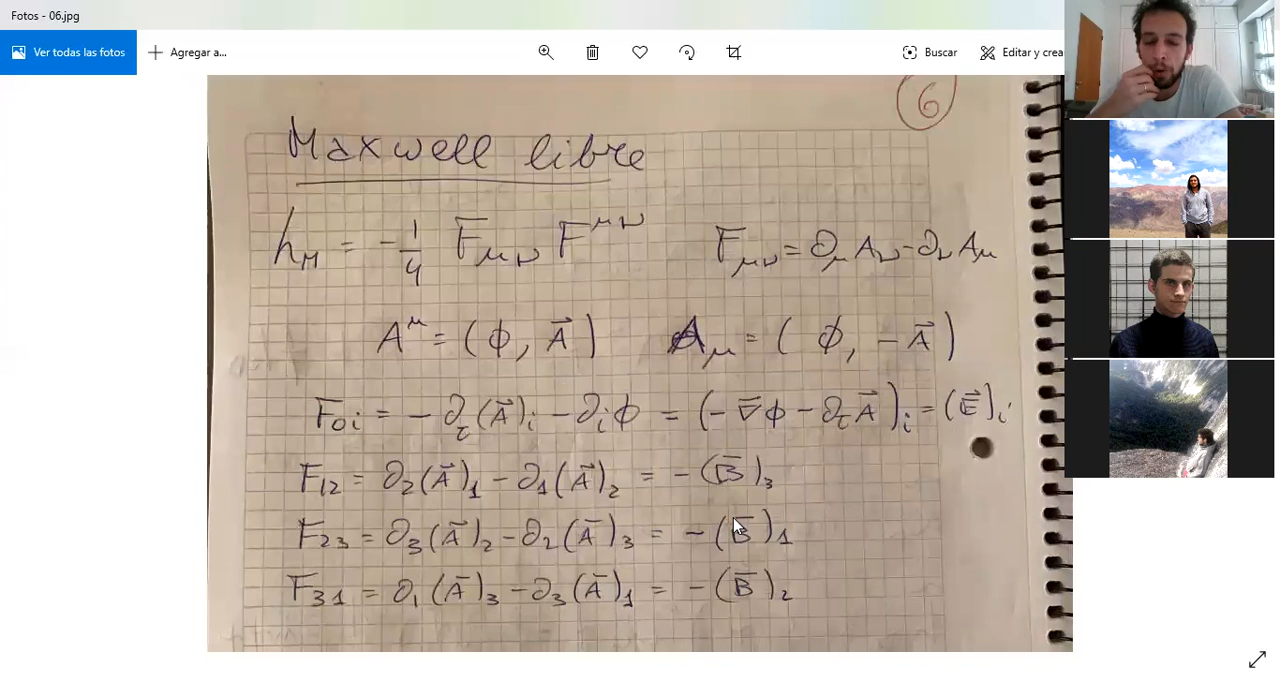 Fotos - 06.jpg
Ver todas las fotos + Agregar a... Buscar Editar y crea
6
Maxwell libre
ℎ_M = -1/4 F_μν F^μν F_μν = ∂_μ A_ν - ∂_ν A_μ
A^μ = (ϕ, A⃗) A_μ = (ϕ, -A⃗)
F_0i = -∂_t(A⃗)_i - ∂_iϕ = (-∇̅ϕ - ∂_t A⃗)_i = (E⃗)_i
F_12 = ∂_2(A⃗)_1 - ∂_1(A⃗)_2 = -(B̅)_3
F_23 = ∂_3(A⃗)_2 - ∂_2(A̅)_3 = -(B̅)_1
F_31 = ∂_1(A̅)_3 - ∂_3(A̅)_1 = -(B̅)_2